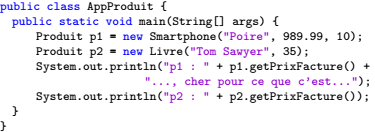 public class AppProduit {
  public static void main(String[] args) {
     Produit p1 = new Smartphone("Poire", 989.99, 10);
     Produit p2 = new Livre("Tom Sawyer", 35);
     System.out.println("p1 : " + p1.getPrixFacture() +
                    "..., cher pour ce que c'est...");
     System.out.println("p2 : " + p2.getPrixFacture());
  }
}